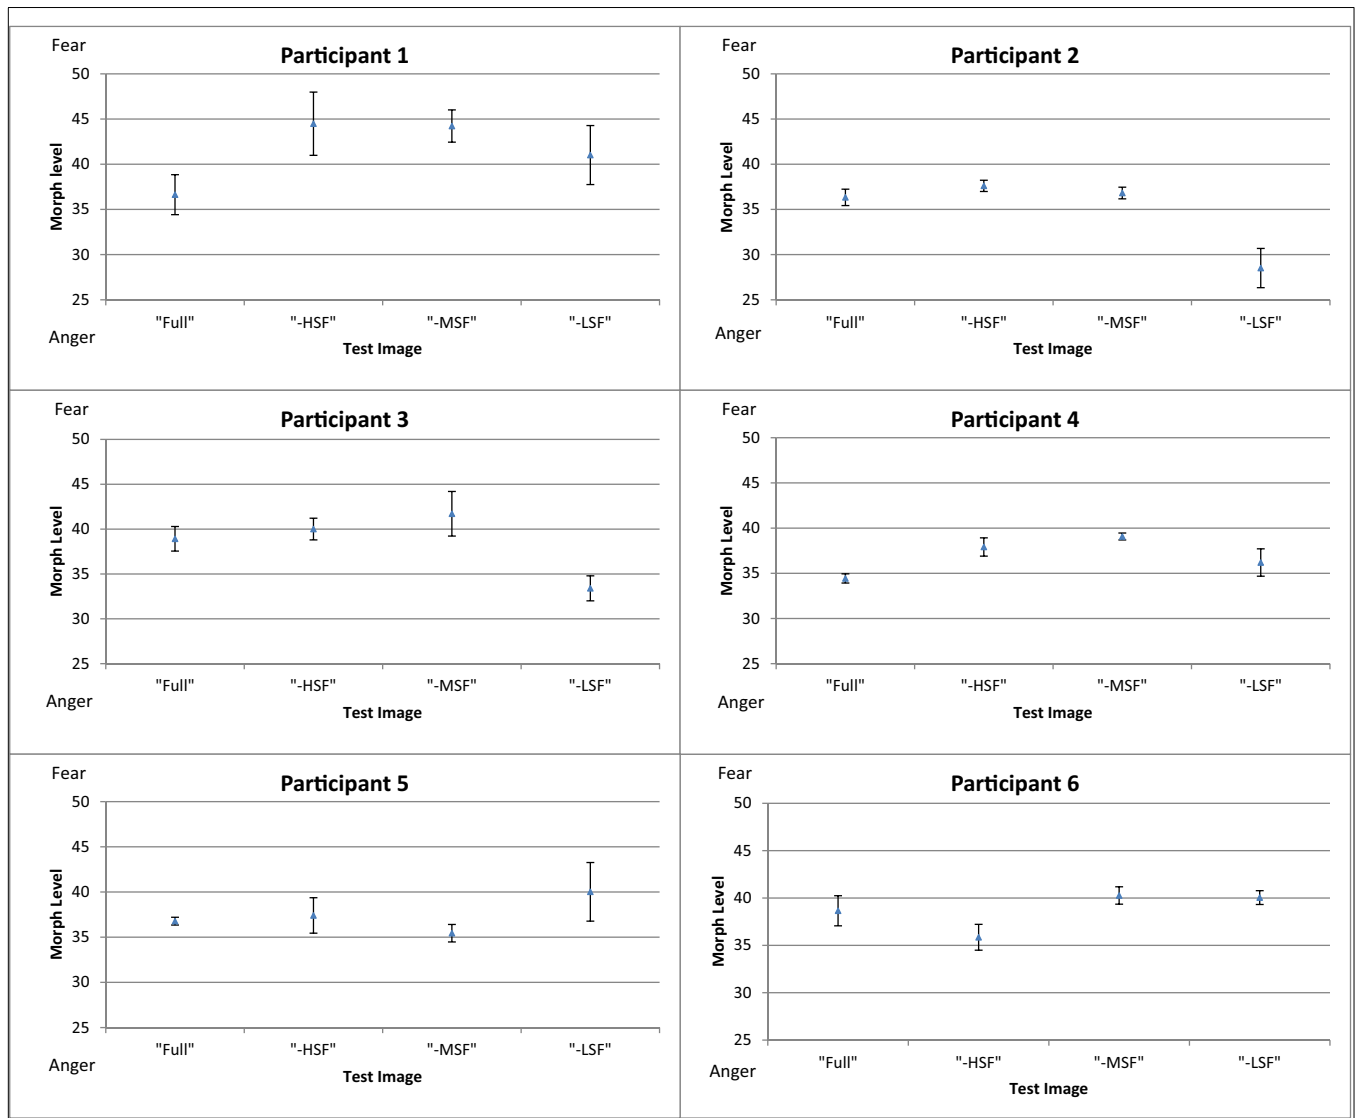 Fear
Participant 1
50
45
40
35
30
25
Morph level
"Full" "-HSF" "-MSF" "-LSF"
Anger
Test Image
Fear
Participant 2
50
45
40
35
30
25
Morph Level
"Full" "-HSF" "-MSF" "-LSF"
Anger
Test Image
Fear
Participant 3
50
45
40
35
30
25
Morph Level
"Full" "-HSF" "-MSF" "-LSF"
Anger
Test Image
Fear
Participant 4
50
45
40
35
30
25
Morph Level
"Full" "-HSF" "-MSF" "-LSF"
Anger
Test Image
Fear
Participant 5
50
45
40
35
30
25
Morph Level
"Full" "-HSF" "-MSF" "-LSF"
Anger
Test Image
Fear
Participant 6
50
45
40
35
30
25
Morph Level
"Full" "-HSF" "-MSF" "-LSF"
Anger
Test Image